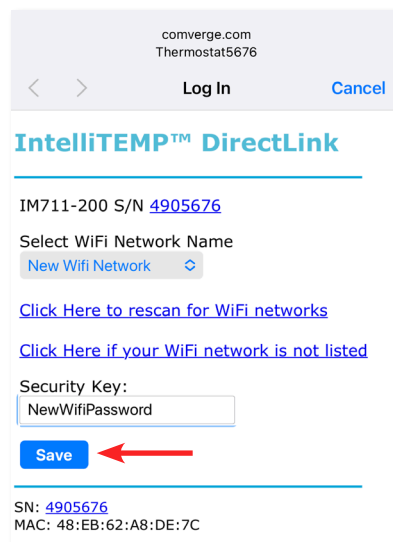 comverge.com
Thermostat5676
Log In Cancel
IntelliTEMP™ DirectLink
IM711-200 S/N 4905676
Select WiFi Network Name
New Wifi Network
Click Here to rescan for WiFi networks
Click Here if your WiFi network is not listed
Security Key:
NewWifiPassword
Save
SN: 4905676
MAC: 48:EB:62:A8:DE:7C